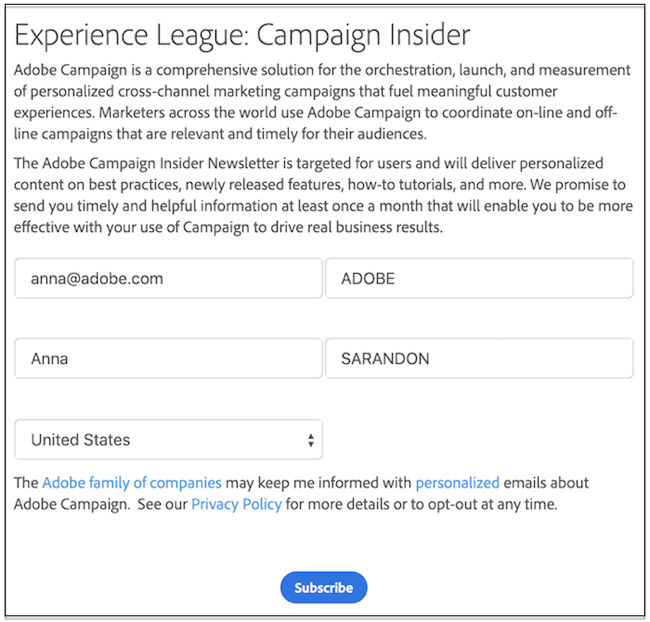 Experience League: Campaign Insider
Adobe Campaign is a comprehensive solution for the orchestration, launch, and measurement
of personalized cross-channel marketing campaigns that fuel meaningful customer
experiences. Marketers across the world use Adobe Campaign to coordinate on-line and off-
line campaigns that are relevant and timely for their audiences.
The Adobe Campaign Insider Newsletter is targeted for users and will deliver personalized
content on best practices, newly released features, how-to tutorials, and more. We promise to
send you timely and helpful information at least once a month that will enable you to be more
effective with your use of Campaign to drive real business results.
anna@adobe.com ADOBE
Anna SARANDON
United States
The Adobe family of companies may keep me informed with personalized emails about
Adobe Campaign. See our Privacy Policy for more details or to opt-out at any time.
Subscribe